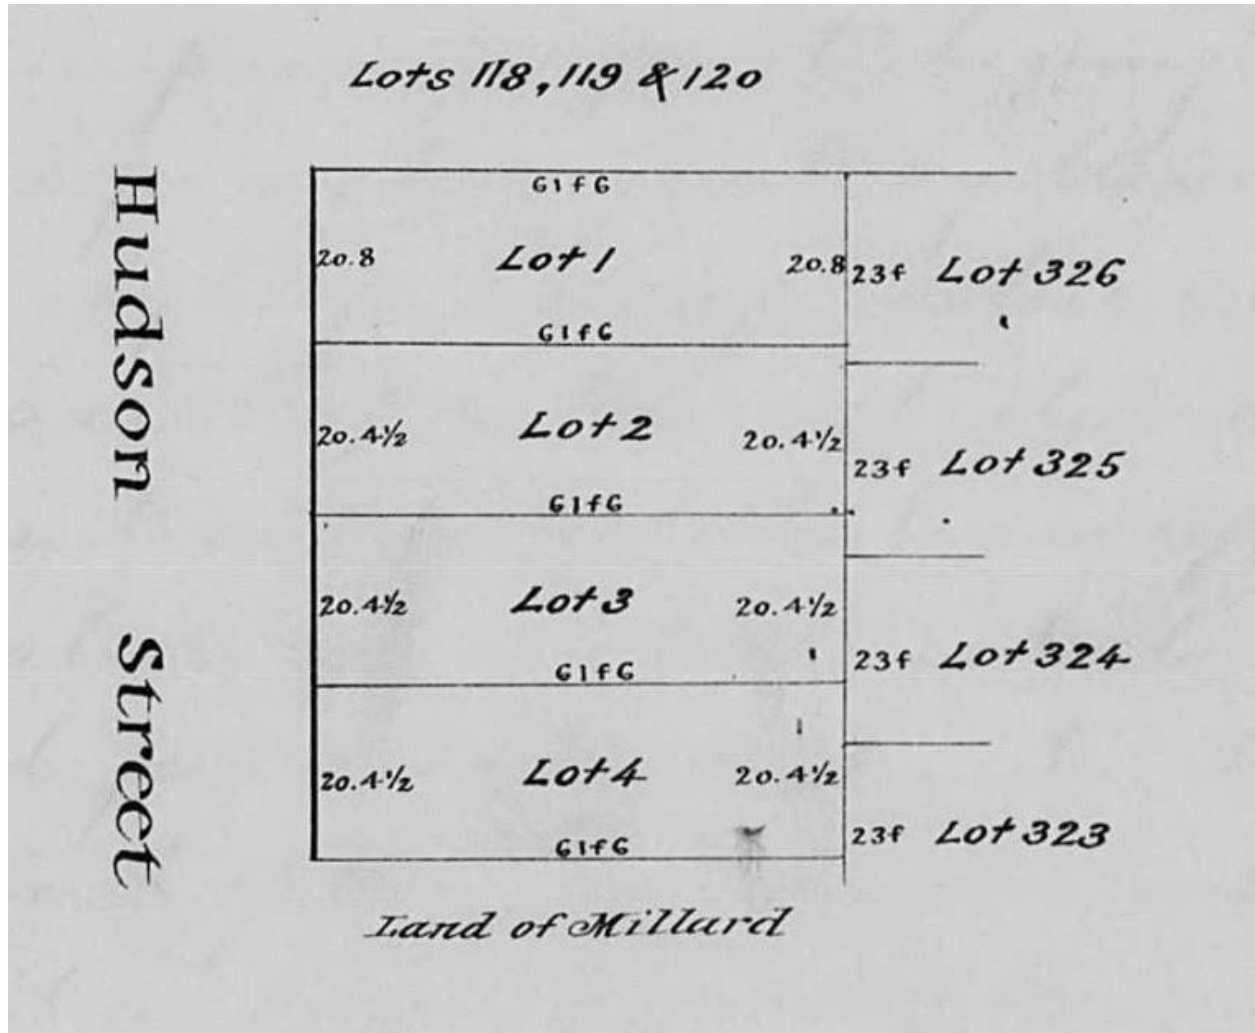 Lots 118, 119 & 120
Hudson Street
61f6
20.8 Lot 1 20.8
23f Lot 326
61f6
20.4½ Lot 2 20.4½
23f Lot 325
61f6
20.4½ Lot 3 20.4½
23f Lot 324
61f6
20.4½ Lot 4 20.4½
23f Lot 323
61f6
Land of Millard